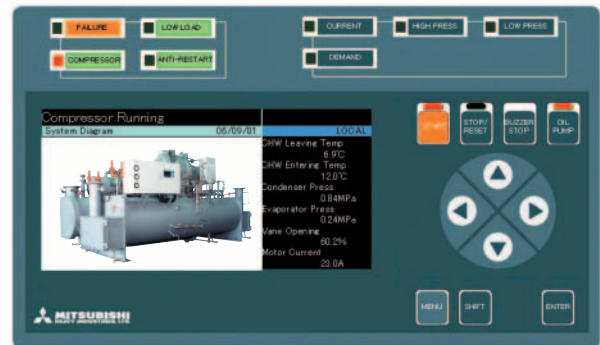 FAILURE
LOW LOAD
COMPRESSOR
ANTI-RESTART
CURRENT
HIGH PRESS
LOW PRESS
DEMAND
Compressor Running
System Diagram 06/09/01 LOCAL
CHW Leaving Temp
6.9℃
CHW Entering Temp
12.0℃
Condenser Press
0.84MPa
Evaporator Press
0.24MPa
Vane Opening
60.2%
Motor Current
23.0A
START
STOP/
RESET
BUZZER
STOP
OIL
PUMP
MENU
SHIFT
ENTER
MITSUBISHI
HEAVY INDUSTRIES, LTD.